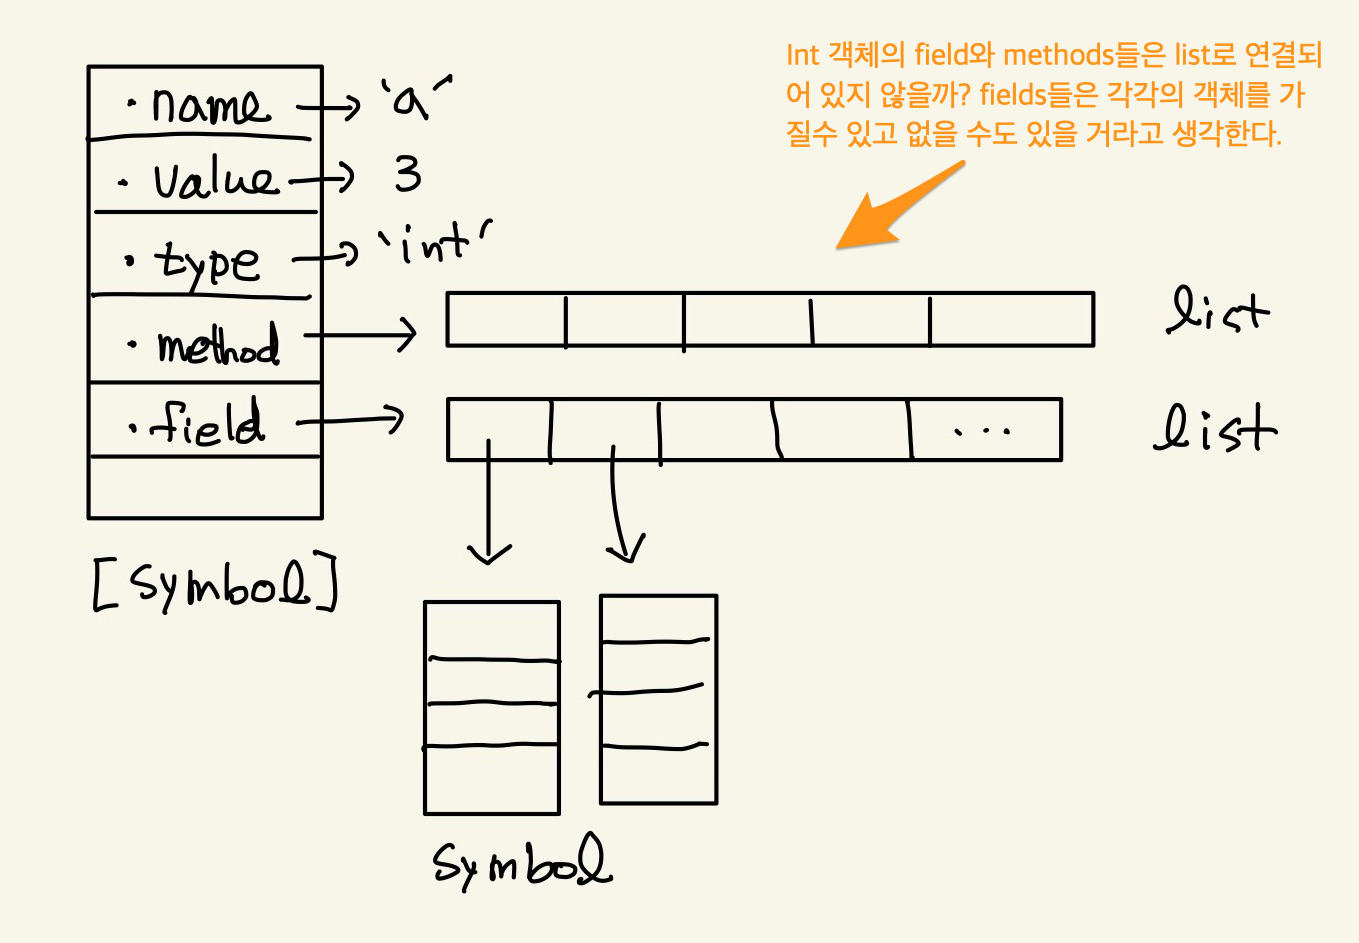 Int 객체의 field와 methods들은 list로 연결되
어 있지 않을까? fields들은 각각의 객체를 가
질수 있고 없을 수도 있을 거라고 생각한다.
· name → 'a'
· value → 3
· type → 'int'
· method → list
· field → ... list
[symbol]
symbol